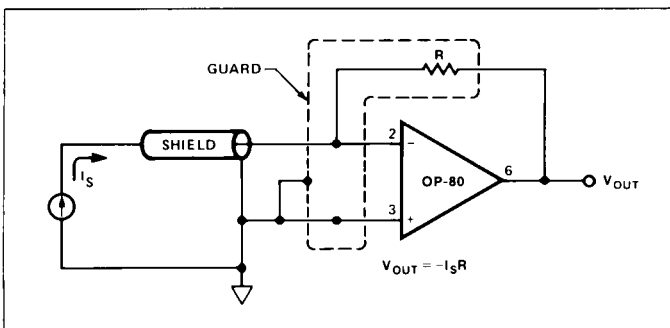 GUARD
R
SHIELD
I_S
2
−
OP-80
6
V_OUT
3
+
V_OUT = −I_SR